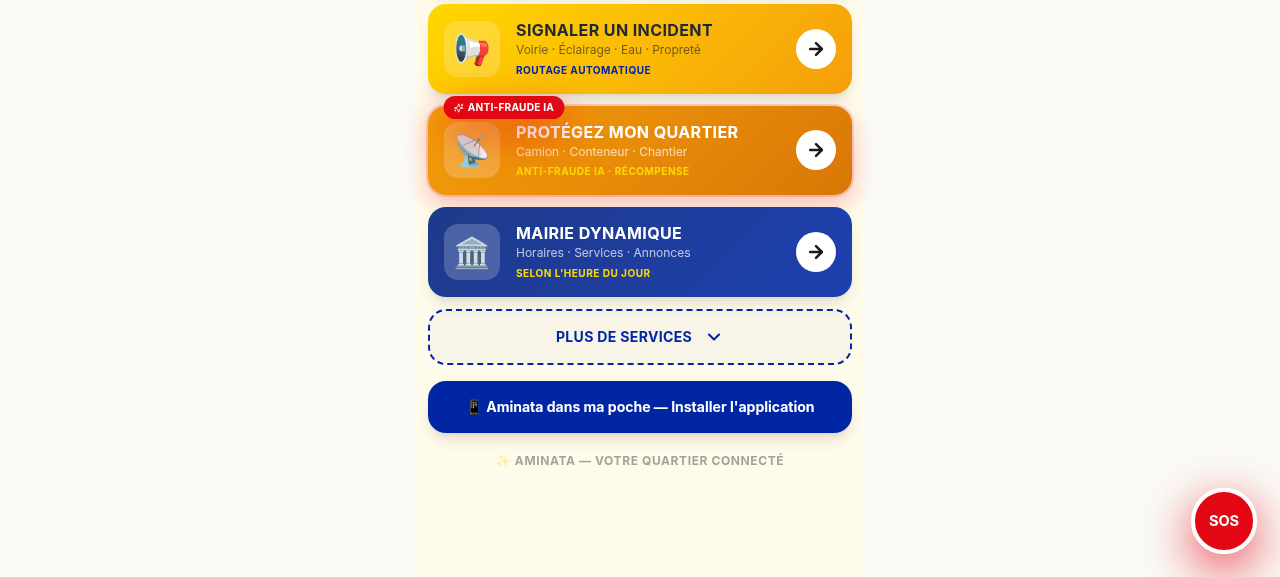 SIGNALER UN INCIDENT
Voirie · Éclairage · Eau · Propreté
ROUTAGE AUTOMATIQUE
ANTI-FRAUDE IA
PROTÉGEZ MON QUARTIER
Camion · Conteneur · Chantier
ANTI-FRAUDE IA · RÉCOMPENSE
MAIRIE DYNAMIQUE
Horaires · Services · Annonces
SELON L'HEURE DU JOUR
PLUS DE SERVICES
📱 Aminata dans ma poche — Installer l'application
✨ AMINATA — VOTRE QUARTIER CONNECTÉ
SOS